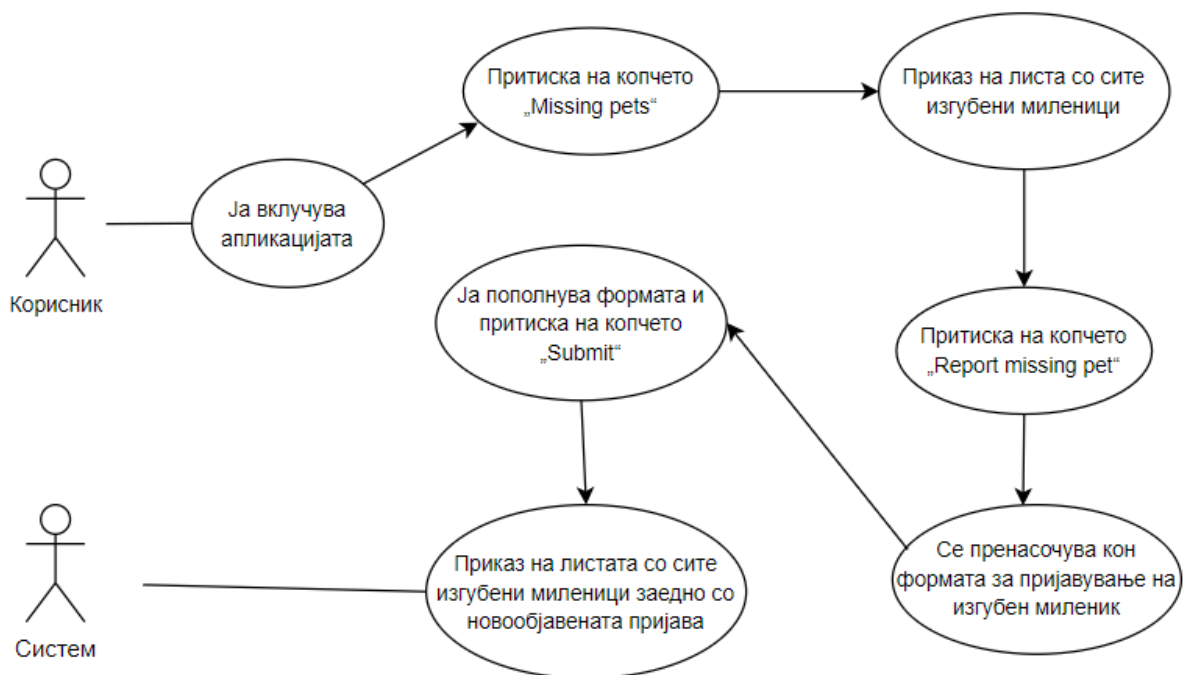 Притиска на копчето
„Missing pets“
Приказ на листа со сите
изгубени миленици
Ја вклучува
апликацијата
Корисник
Ја пополнува формата и
притиска на копчето
„Submit“
Притиска на копчето
„Report missing pet“
Се пренасочува кон
формата за пријавување на
изгубен миленик
Приказ на листата со сите
изгубени миленици заедно со
новообјавената пријава
Систем